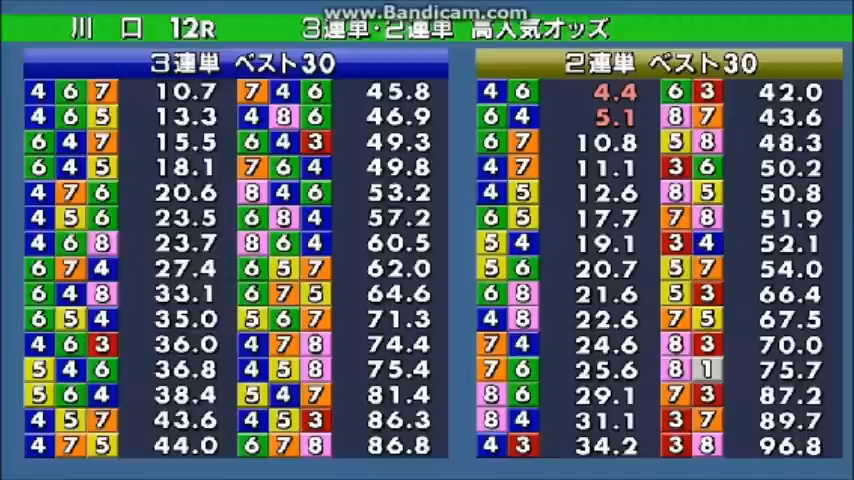 www.Bandicam.com
川 口 12R 3連単・2連単 高人気オッズ
3連単 ベスト30 2連単 ベスト30
4 6 7 10.7 7 4 6 45.8 4 6 4.4 6 3 42.0
4 6 5 13.3 4 8 6 46.9 6 4 5.1 8 7 43.6
6 4 7 15.5 6 4 3 49.3 6 7 10.8 5 8 48.3
6 4 5 18.1 7 6 4 49.8 4 7 11.1 3 6 50.2
4 7 6 20.6 8 4 6 53.2 4 5 12.6 8 5 50.8
4 5 6 23.5 6 8 4 57.2 6 5 17.7 7 8 51.9
4 6 8 23.7 8 6 4 60.5 5 4 19.1 3 4 52.1
6 7 4 27.4 6 5 7 62.0 5 6 20.7 5 7 54.0
6 4 8 33.1 6 7 5 64.6 6 8 21.6 5 3 66.4
6 5 4 35.0 5 6 7 71.3 4 8 22.6 7 5 67.5
4 6 3 36.0 4 7 8 74.4 7 4 24.6 8 3 70.0
5 4 6 36.8 4 5 8 75.4 7 6 25.6 8 1 75.7
5 6 4 38.4 5 4 7 81.4 8 6 29.1 7 3 87.2
4 5 7 43.6 4 5 3 86.3 8 4 31.1 3 7 89.7
4 7 5 44.0 6 7 8 86.8 4 3 34.2 3 8 96.8